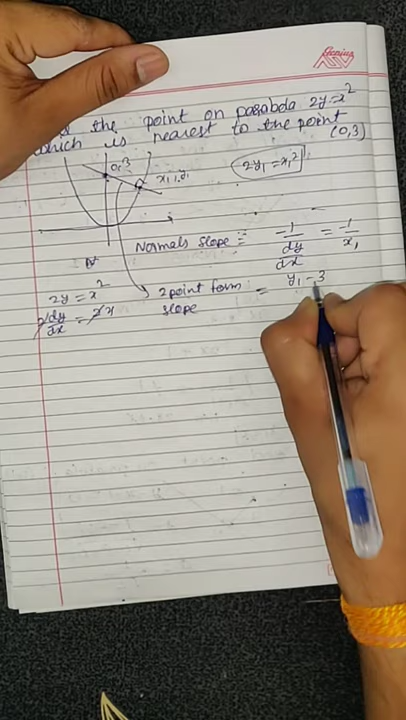 the point on parabola 2y=x²
which is nearest to the point (0,3)
0,3
x₁,y₁
2y₁ = x₁²
Normals slope = -1/(dy/dx) = -1/x₁
2y = x²
2dy/dx = 2x
2 point form slope = y₁-3